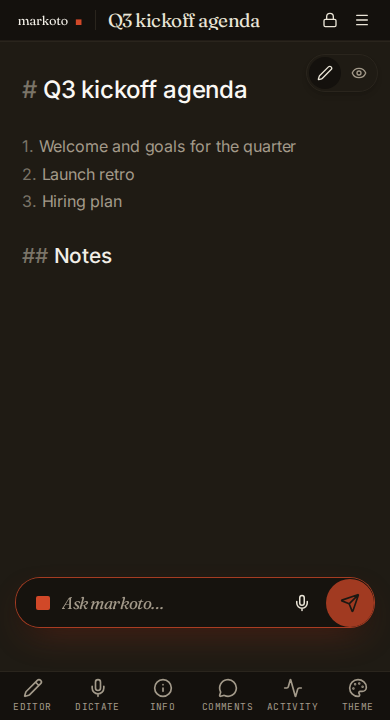 markoto
Q3 kickoff agenda
# Q3 kickoff agenda
1. Welcome and goals for the quarter
2. Launch retro
3. Hiring plan
## Notes
Ask markoto...
EDITOR DICTATE INFO COMMENTS ACTIVITY THEME